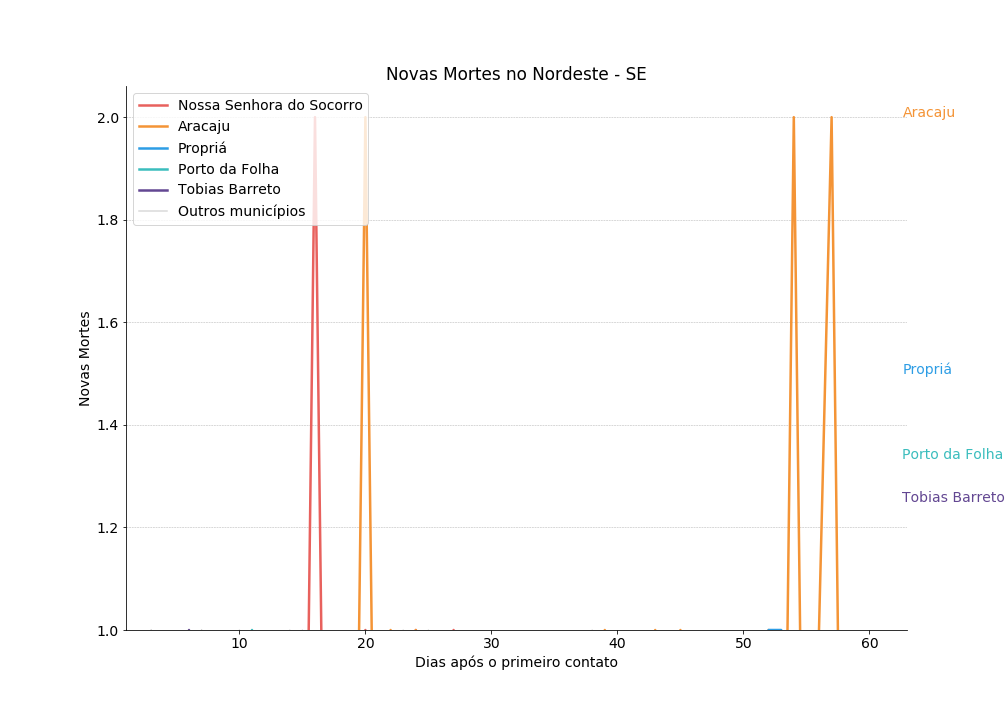 Novas Mortes no Nordeste - SE
Nossa Senhora do Socorro
Aracaju
Propriá
Porto da Folha
Tobias Barreto
Outros municípios
Novas Mortes
2.0
1.8
1.6
1.4
1.2
1.0
10
20
30
40
50
60
Dias após o primeiro contato
Aracaju
Propriá
Porto da Folha
Tobias Barreto